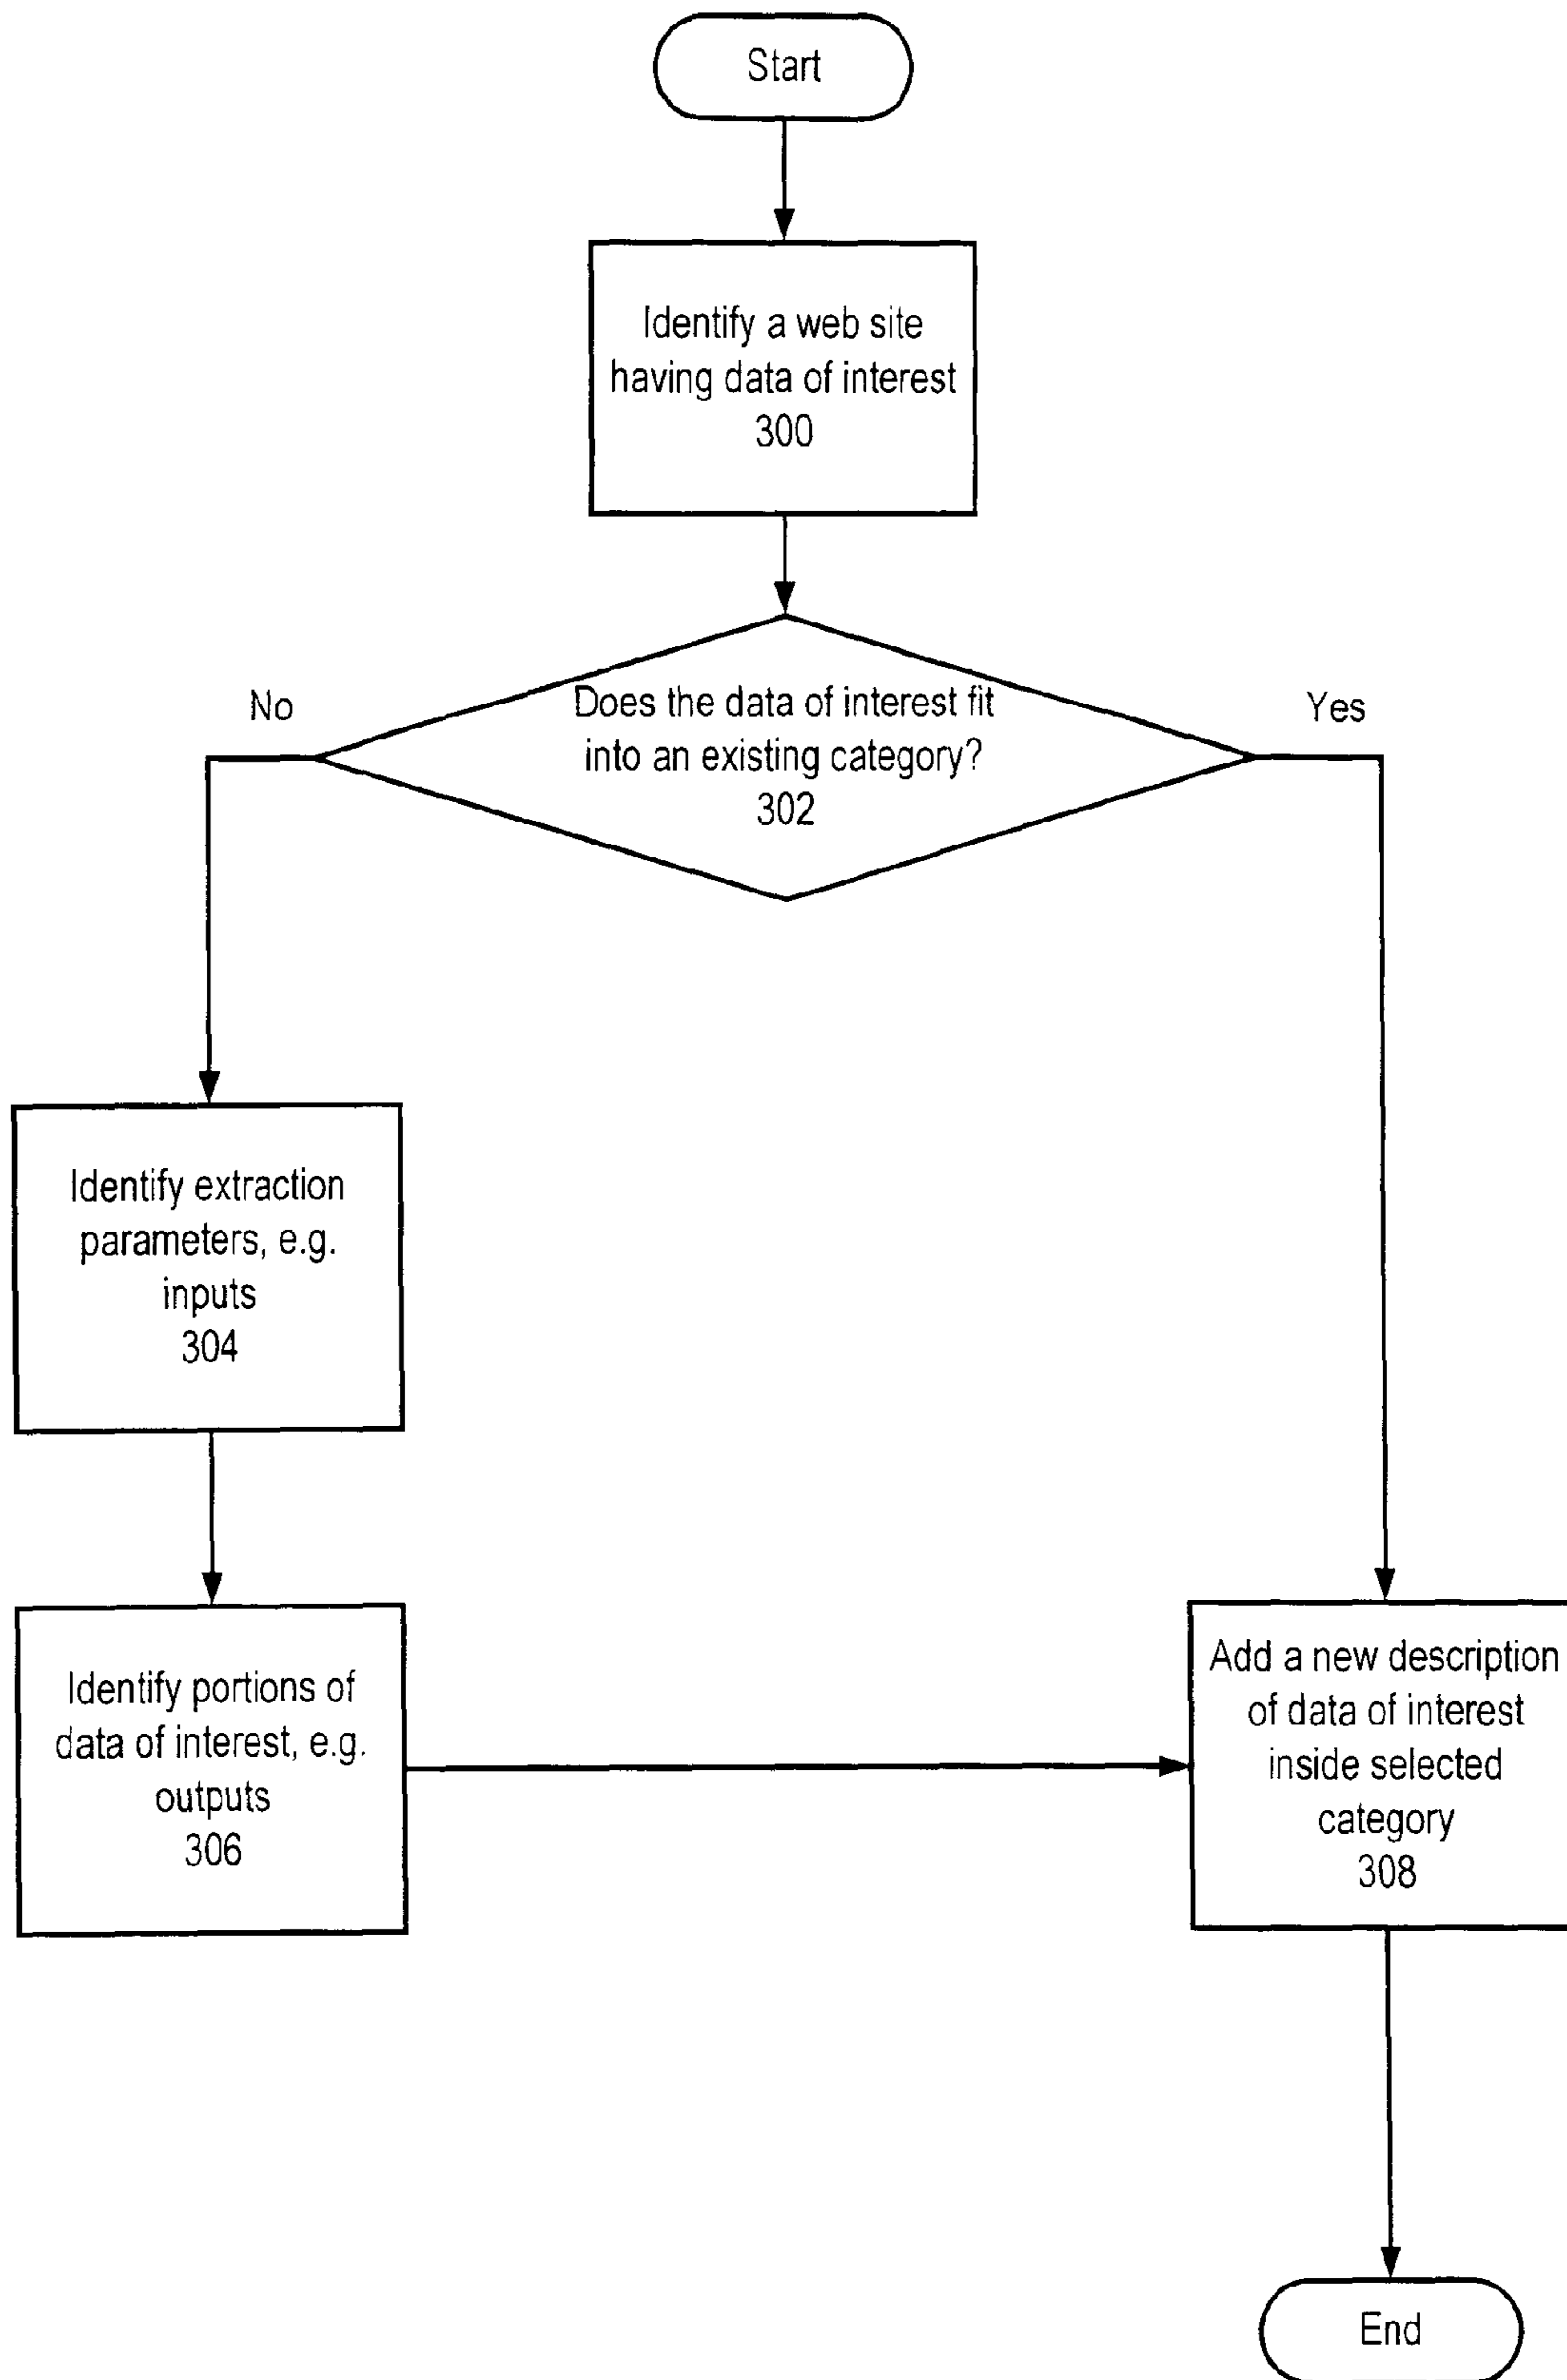 Start
Identify a web site
having data of interest
300
No
Does the data of interest fit
into an existing category?
302
Yes
Identify extraction
parameters, e.g.
inputs
304
Identify portions of
data of interest, e.g.
outputs
306
Add a new description
of data of interest
inside selected
category
308
End